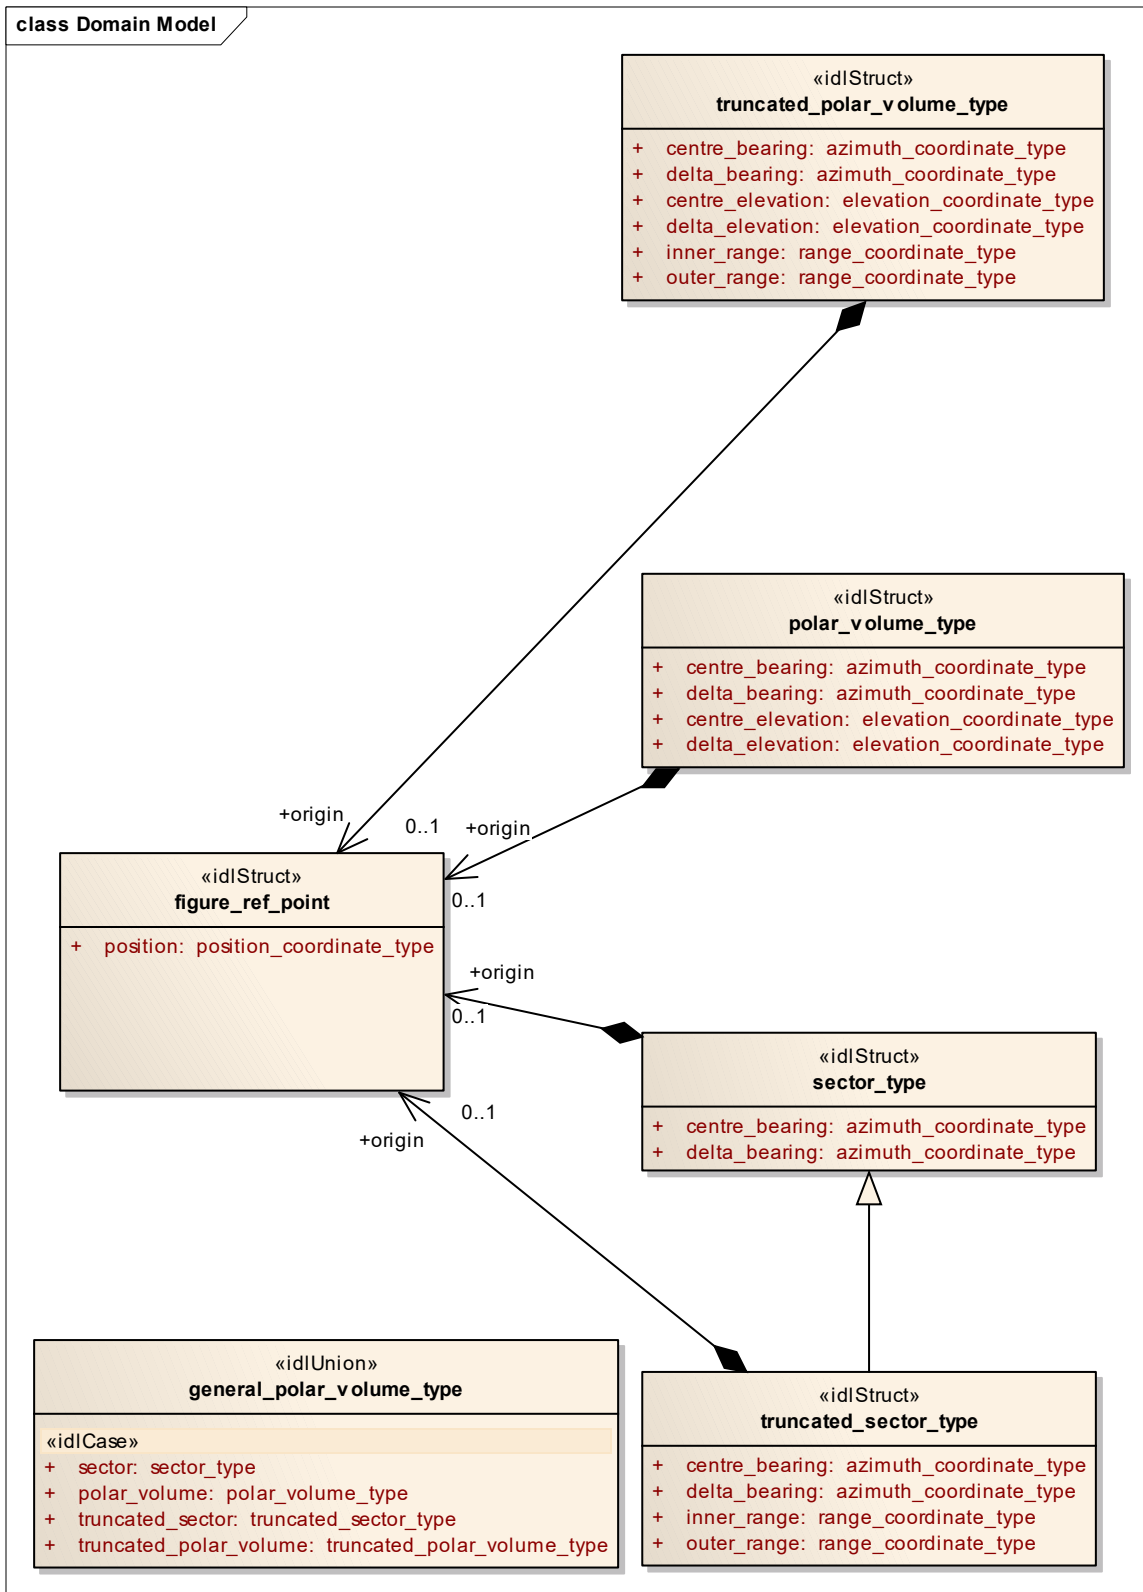 class Domain Model
«idlStruct»
truncated_polar_volume_type
+ centre_bearing: azimuth_coordinate_type
+ delta_bearing: azimuth_coordinate_type
+ centre_elevation: elevation_coordinate_type
+ delta_elevation: elevation_coordinate_type
+ inner_range: range_coordinate_type
+ outer_range: range_coordinate_type
«idlStruct»
polar_volume_type
+ centre_bearing: azimuth_coordinate_type
+ delta_bearing: azimuth_coordinate_type
+ centre_elevation: elevation_coordinate_type
+ delta_elevation: elevation_coordinate_type
+origin
0..1
+origin
0..1
«idlStruct»
figure_ref_point
+ position: position_coordinate_type
+origin
0..1
«idlStruct»
sector_type
+ centre_bearing: azimuth_coordinate_type
+ delta_bearing: azimuth_coordinate_type
0..1
+origin
«idlUnion»
general_polar_volume_type
«idlCase»
+ sector: sector_type
+ polar_volume: polar_volume_type
+ truncated_sector: truncated_sector_type
+ truncated_polar_volume: truncated_polar_volume_type
«idlStruct»
truncated_sector_type
+ centre_bearing: azimuth_coordinate_type
+ delta_bearing: azimuth_coordinate_type
+ inner_range: range_coordinate_type
+ outer_range: range_coordinate_type